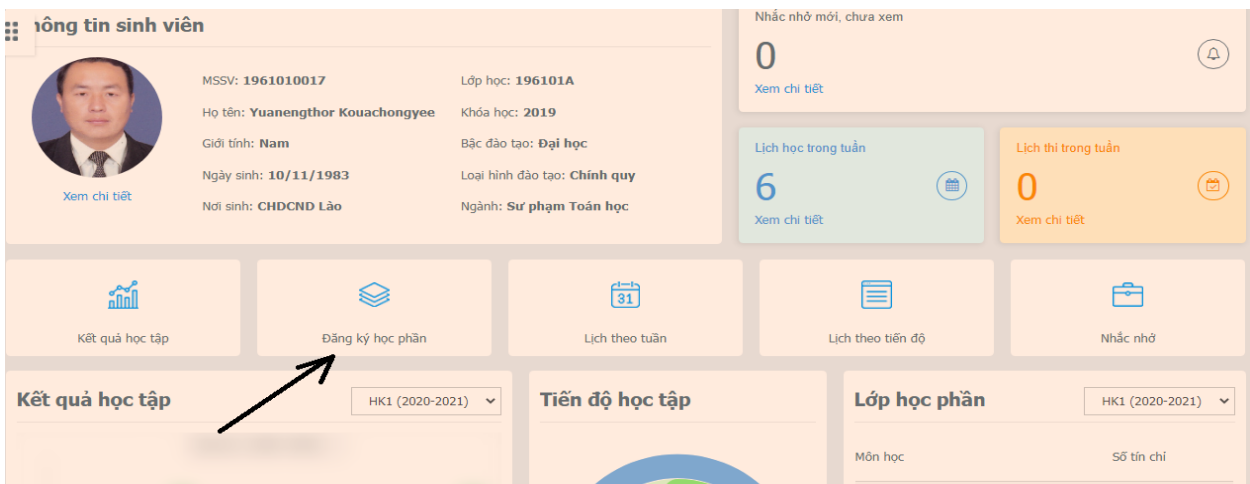 hông tin sinh viên
MSSV: 1961010017
Họ tên: Yuanengthor Kouachongyee
Giới tính: Nam
Ngày sinh: 10/11/1983
Nơi sinh: CHDCND Lào
Xem chi tiết
Lớp học: 196101A
Khóa học: 2019
Bậc đào tạo: Đại học
Loại hình đào tạo: Chính quy
Ngành: Sư phạm Toán học
Nhắc nhở mới, chưa xem
0
Xem chi tiết
Lịch học trong tuần
6
Xem chi tiết
Lịch thi trong tuần
0
Xem chi tiết
Kết quả học tập
Đăng ký học phần
31
Lịch theo tuần
Lịch theo tiến độ
Nhắc nhở
Kết quả học tập
HK1 (2020-2021)
Tiến độ học tập
Lớp học phần
HK1 (2020-2021)
Môn học
Số tín chỉ